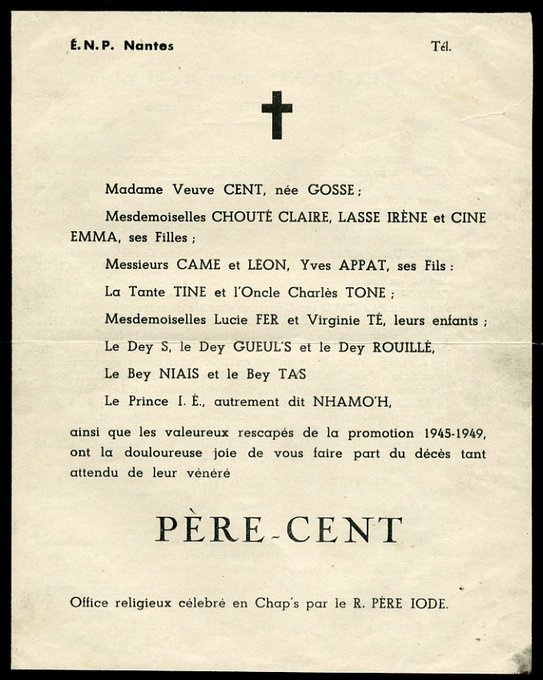 É.N.P. Nantes Tél.
Madame Veuve CENT, née GOSSE ;
Mesdemoiselles CHOUTÉ CLAIRE, LASSE IRÈNE et CINE
EMMA, ses Filles ;
Messieurs CAME et LÉON, Yves APPAT, ses Fils :
La Tante TINE et l'Oncle Charlès TONE ;
Mesdemoiselles Lucie FER et Virginie TÉ, leurs enfants ;
Le Dey S, le Dey GUEUL'S et le Dey ROUILLÉ,
Le Bey NIAIS et le Bey TA'S
Le Prince I. É., autrement dit NHAMO'H,
ainsi que les valeureux rescapés de la promotion 1945-1949,
ont la douloureuse joie de vous faire part du décès tant
attendu de leur vénéré
PÈRE-CENT
Office religieux célébré en Chap's par le R. PÈRE IODE.